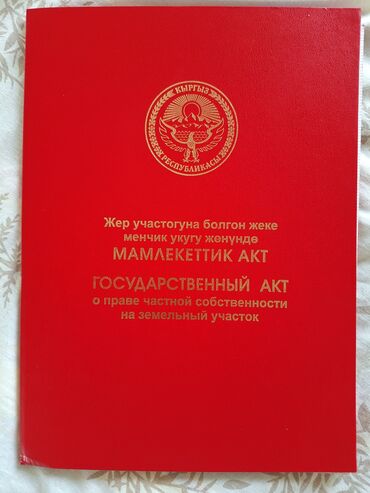 КЫРГЫЗ
РЕСПУБЛИКАСЫ
Жер участогуна болгон жеке
менчик укугу жөнүндө
МАМЛЕКЕТТИК АКТ
ГОСУДАРСТВЕННЫЙ АКТ
о праве частной собственности
на земельный участок